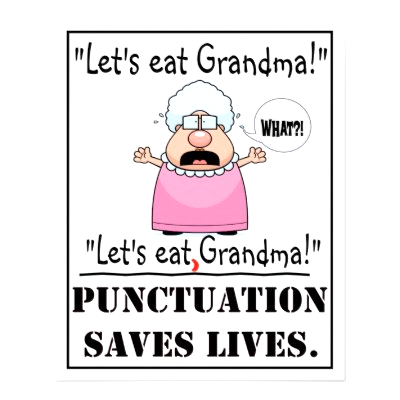 "Let's eat Grandma!"
WHAT?!
"Let's eat, Grandma!"
PUNCTUATION
SAVES LIVES.